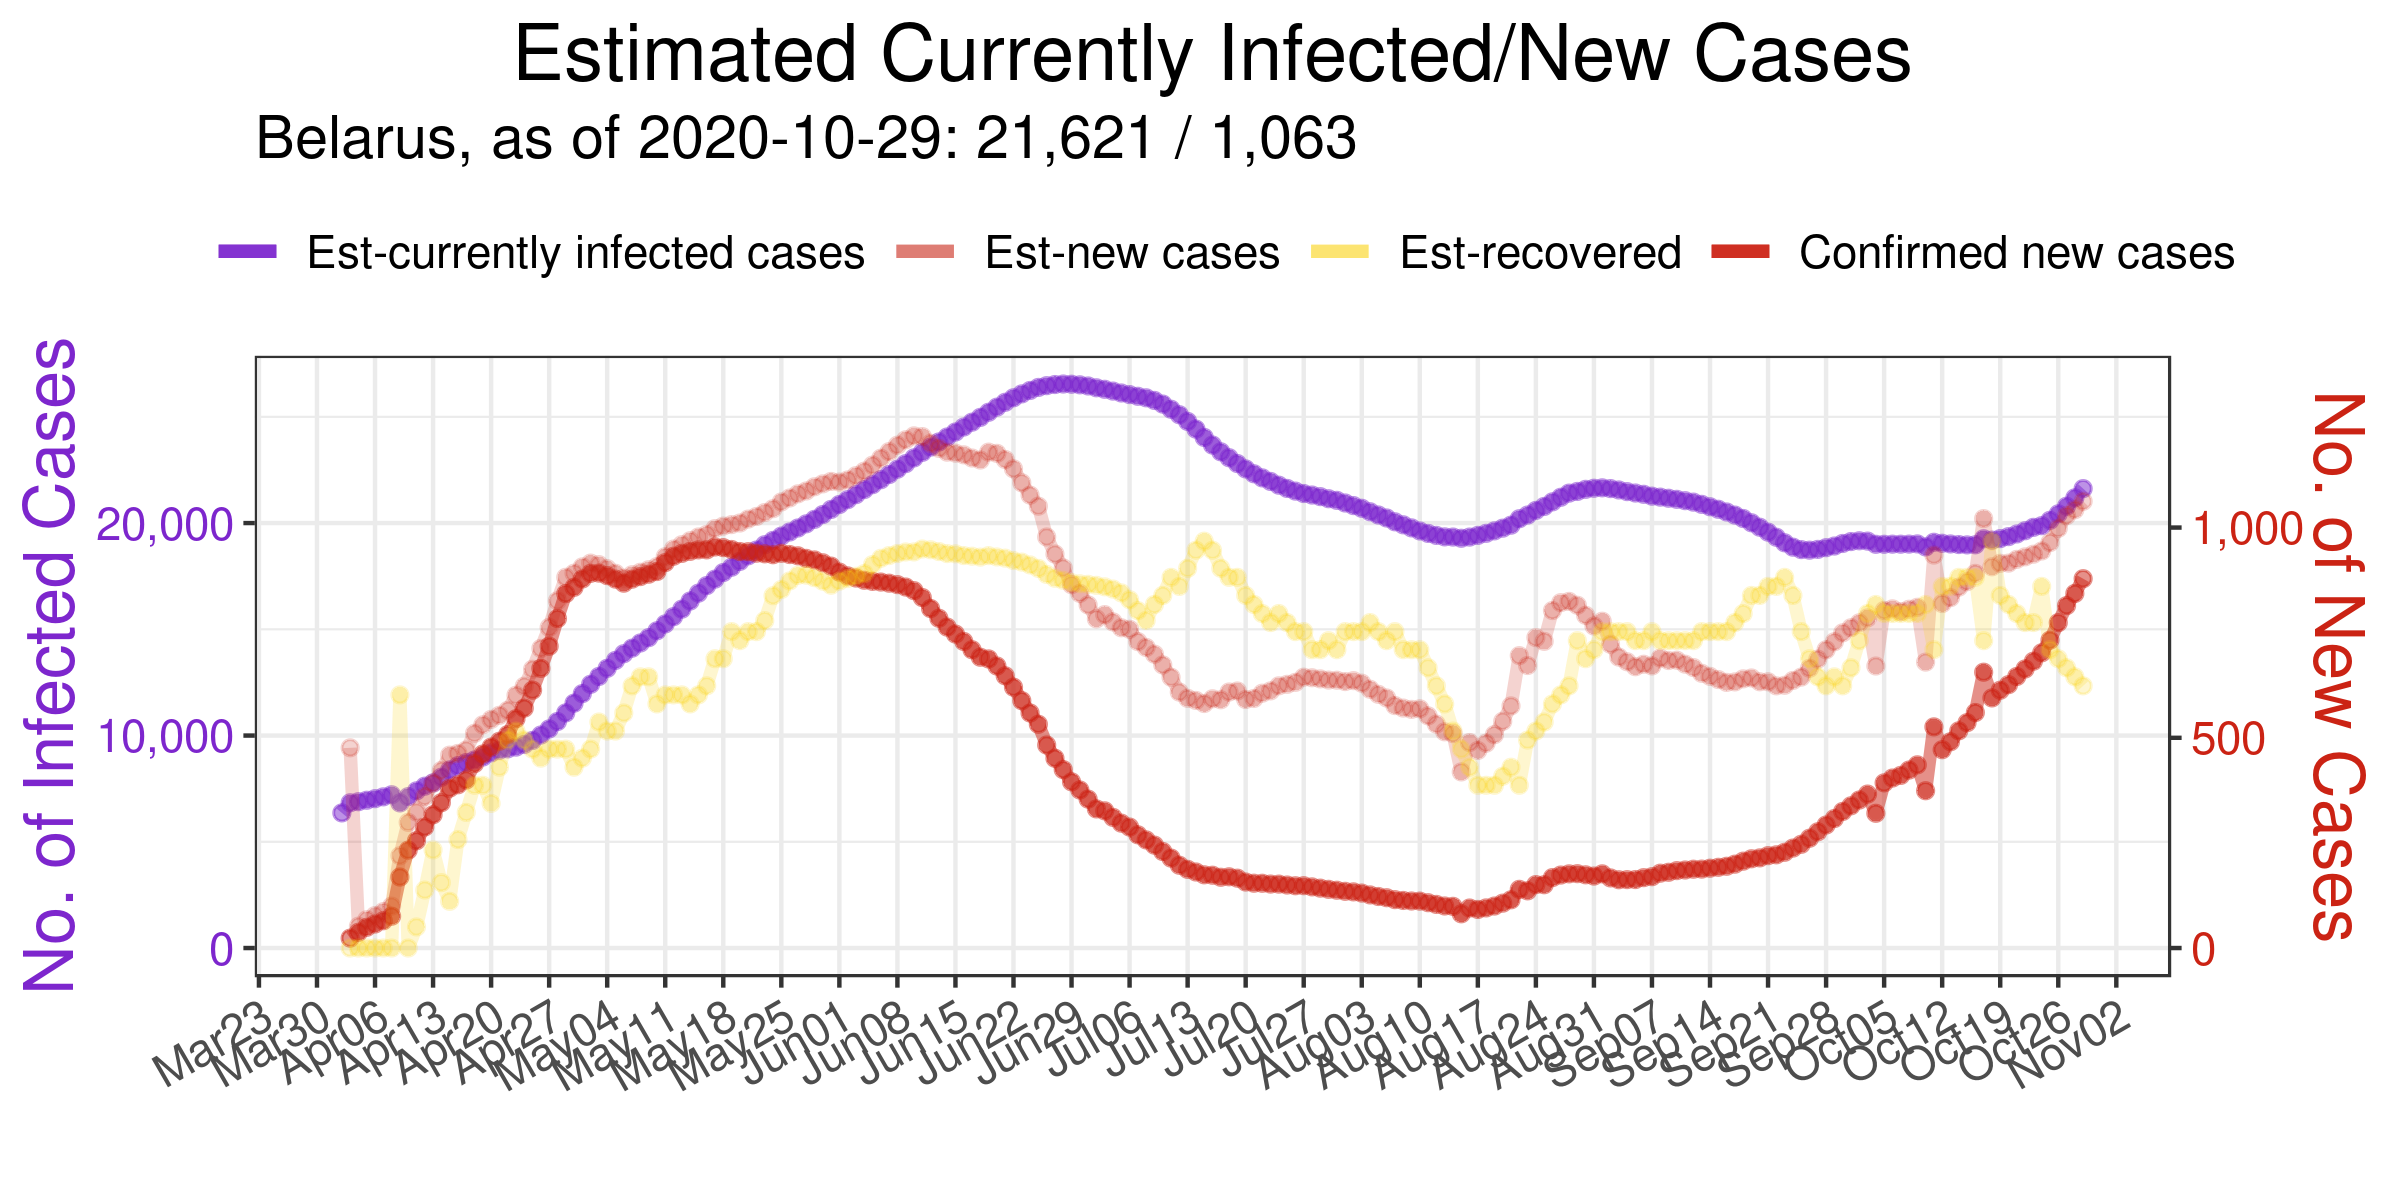 Estimated Currently Infected/New Cases
Belarus, as of 2020-10-29: 21,621 / 1,063
Est-currently infected cases Est-new cases Est-recovered Confirmed new cases
No. of Infected Cases
20,000
10,000
0
1,000
500
0
No. of New Cases
Mar23 Mar30 Apr06 Apr13 Apr20 Apr27 May04 May11 May18 May25 Jun01 Jun08 Jun15 Jun22 Jun29 Jul06 Jul13 Jul20 Jul27 Aug03 Aug10 Aug17 Aug24 Aug31 Sep07 Sep14 Sep21 Sep28 Oct05 Oct12 Oct19 Oct26 Nov02